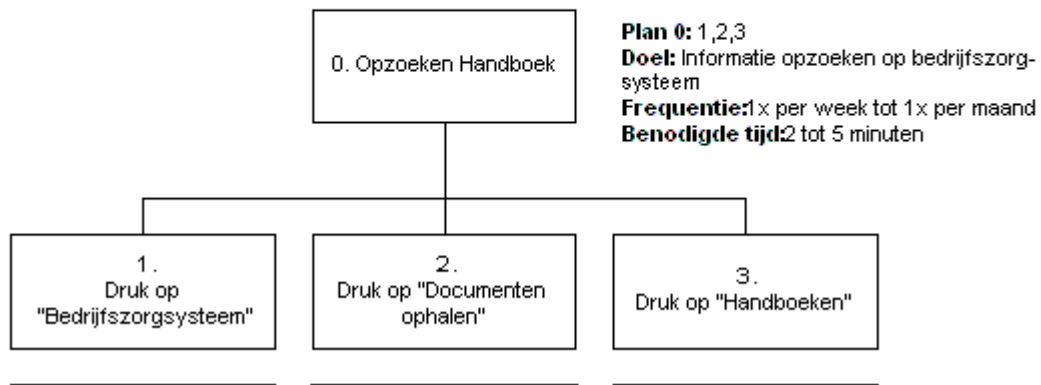 0. Opzoeken Handboek
Plan 0: 1,2,3
Doel: Informatie opzoeken op bedrijfszorg-
systeem
Frequentie:1x per week tot 1x per maand
Benodigde tijd:2 tot 5 minuten
1.
Druk op
"Bedrijfszorgsysteem"
2.
Druk op "Documenten
ophalen"
3.
Druk op "Handboeken"